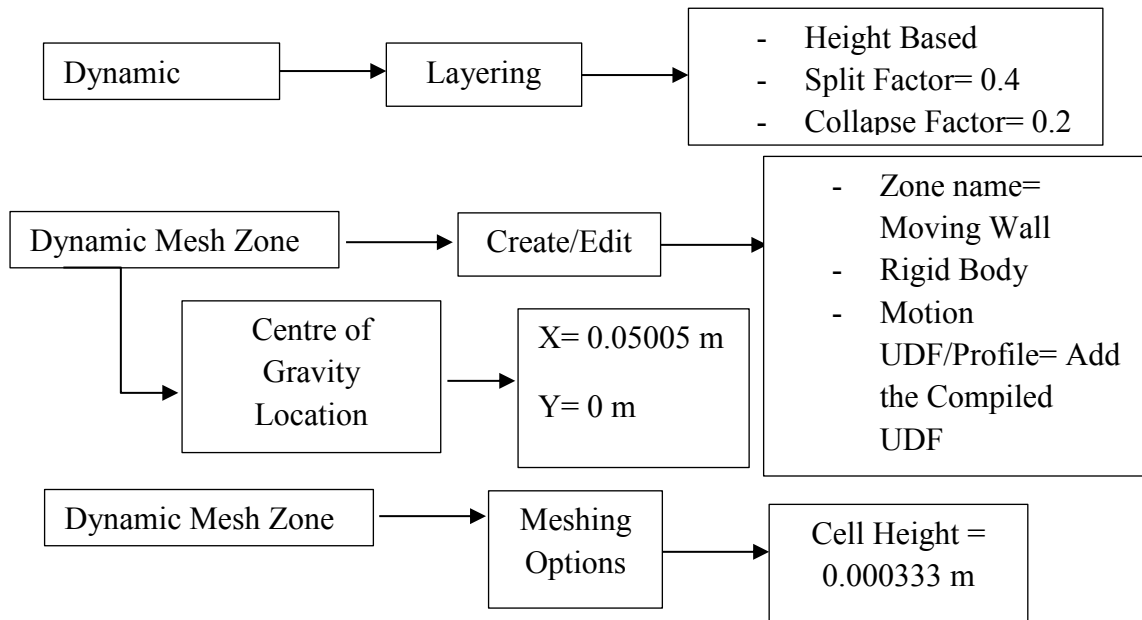 Dynamic
Layering
- Height Based
- Split Factor= 0.4
- Collapse Factor= 0.2
Dynamic Mesh Zone
Create/Edit
- Zone name=
Moving Wall
- Rigid Body
- Motion
UDF/Profile= Add
the Compiled
UDF
Centre of
Gravity
Location
X= 0.05005 m
Y= 0 m
Dynamic Mesh Zone
Meshing
Options
Cell Height =
0.000333 m